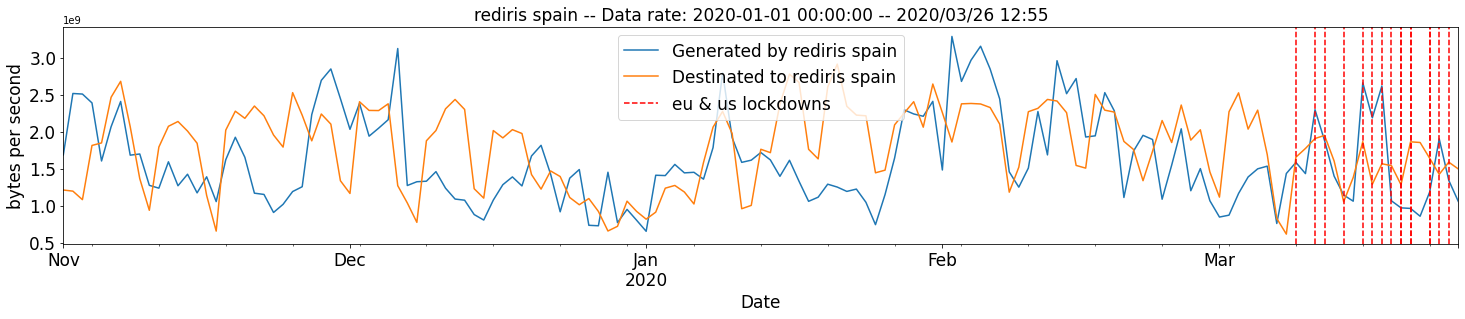 rediris spain -- Data rate: 2020-01-01 00:00:00 -- 2020/03/26 12:55
1e9
3.0
2.5
2.0
1.5
1.0
0.5
bytes per second
Generated by rediris spain
Destinated to rediris spain
eu & us lockdowns
Nov Dec Jan Feb Mar
2020
Date